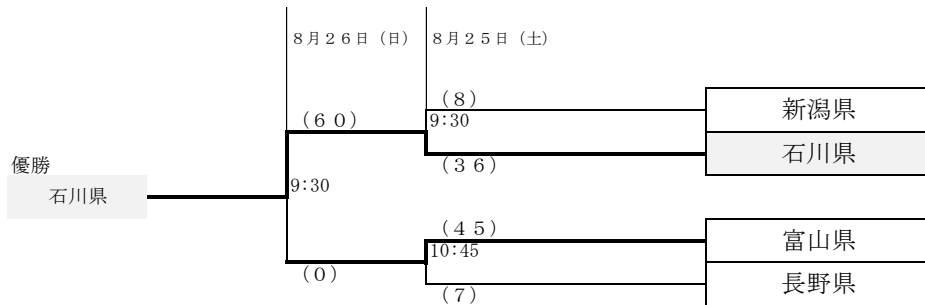 ８月２６日（日）
８月２５日（土）
（８）
新潟県
（６０）
9:30
（３６）
石川県
優勝
石川県
9:30
（４５）
富山県
10:45
（０）
（７）
長野県